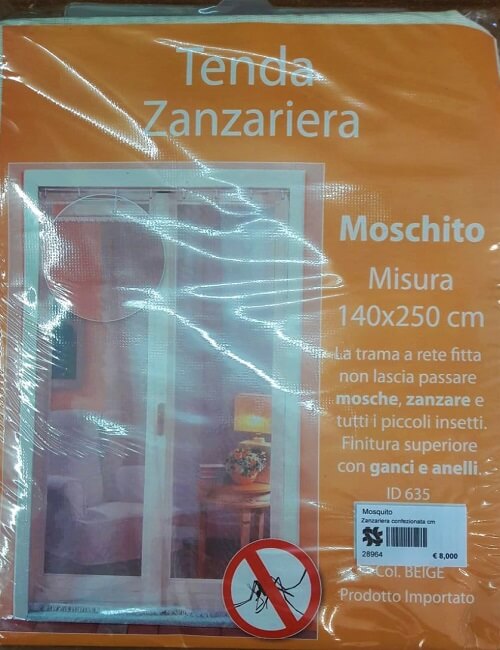 Tenda
Zanzariera
Moschito
Misura
140x250 cm
La trama a rete fitta
non lascia passare
mosche, zanzare e
tutti i piccoli insetti.
Finitura superiore
con ganci e anelli.
ID 635
Mosquito
Zanzariera confezionata cm
28964
€ 8,000
Col. BEIGE
Prodotto Importato